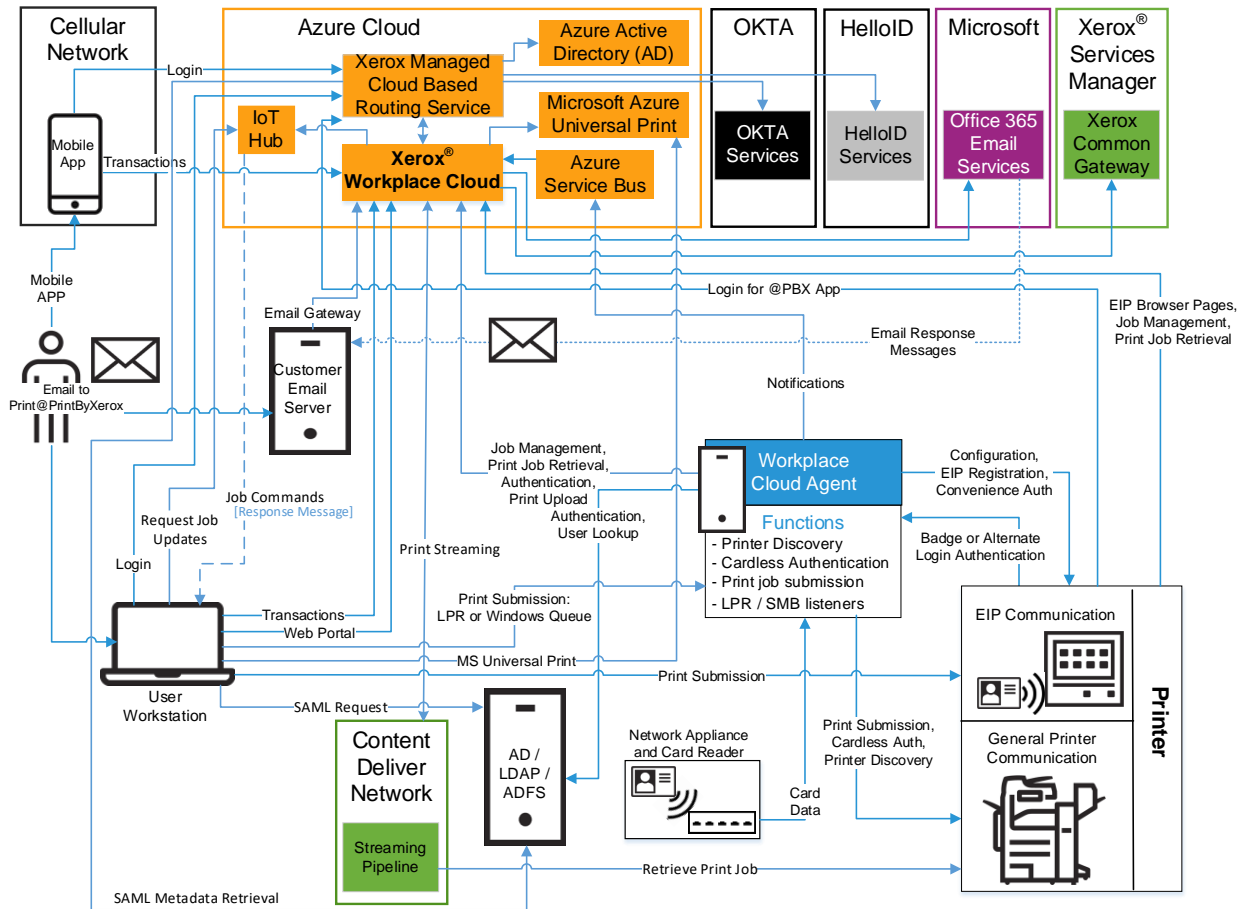 Cellular
Network
Login
Mobile
App
Transactions
Azure Cloud
Xerox Managed
Cloud Based
Routing Service
Azure Active
Directory (AD)
IoT
Hub
Microsoft Azure
Universal Print
Xerox®
Workplace Cloud
Azure
Service Bus
OKTA
OKTA
Services
HelloID
HelloID
Services
Microsoft
Office 365
Email
Services
Xerox®
Services
Manager
Xerox
Common
Gateway
Mobile
APP
Email to
Print@PrintByXerox
Email Gateway
Customer
Email
Server
Login for @PBX App
Email Response
Messages
EIP Browser Pages,
Job Management,
Print Job Retrieval
Notifications
Job Management,
Print Job Retrieval,
Authentication,
Print Upload
Authentication,
User Lookup
Workplace
Cloud Agent
Functions
- Printer Discovery
- Cardless Authentication
- Print job submission
- LPR / SMB listeners
Configuration,
EIP Registration,
Convenience Auth
Badge or Alternate
Login Authentication
Job Commands
[Response Message]
Request Job
Updates
Login
Print Streaming
Transactions
Web Portal
Print Submission:
LPR or Windows Queue
MS Universal Print
Print Submission
User
Workstation
SAML Request
Content
Deliver
Network
Streaming
Pipeline
AD /
LDAP /
ADFS
Network Appliance
and Card Reader
Card
Data
Print Submission,
Cardless Auth,
Printer Discovery
EIP Communication
General Printer
Communication
Printer
Retrieve Print Job
SAML Metadata Retrieval